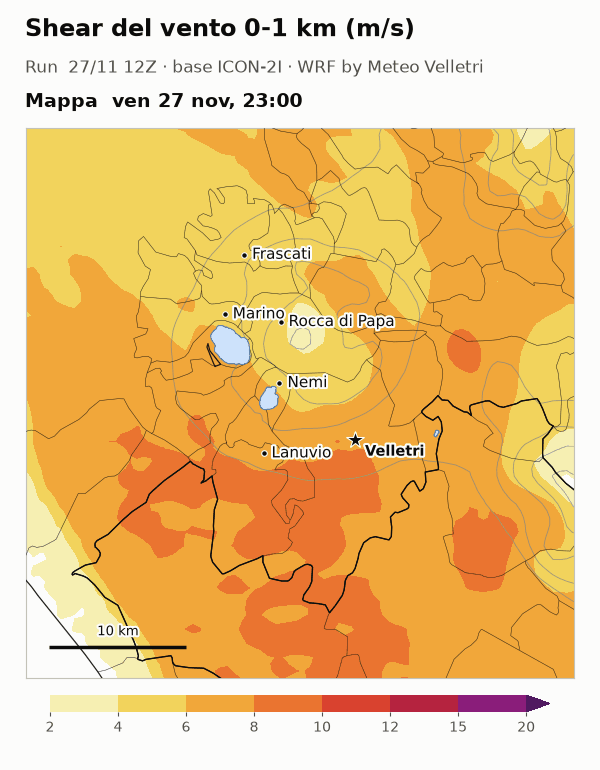 Shear del vento 0-1 km (m/s)
Run  27/11 12Z · base ICON-2I · WRF by Meteo Velletri
Mappa  ven 27 nov, 23:00
Frascati
Marino
Rocca di Papa
Nemi
Velletri
Lanuvio
10 km
2 4 6 8 10 12 15 20